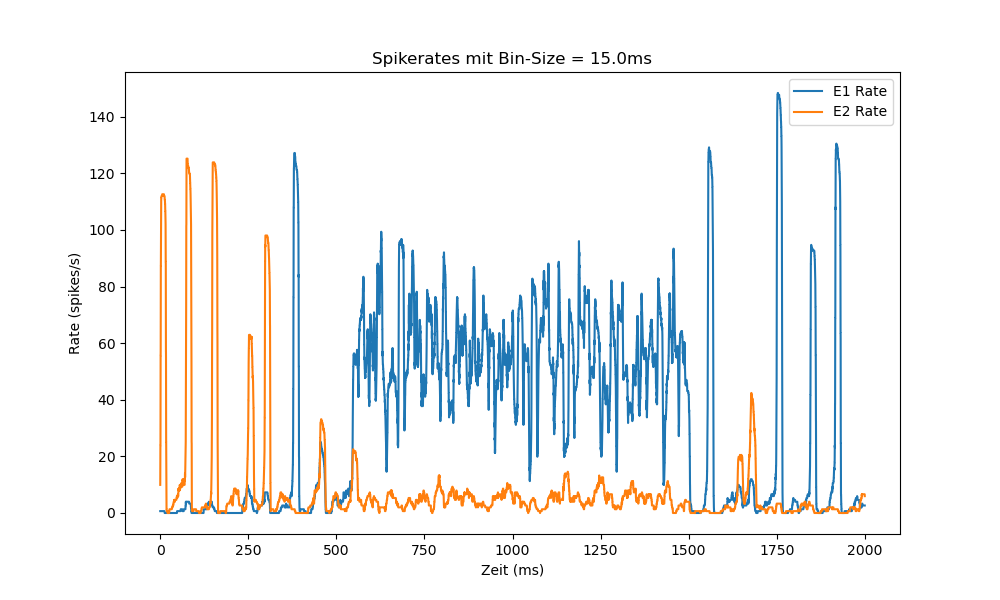 Spikerates mit Bin-Size = 15.0ms
E1 Rate
E2 Rate
140
120
100
80
60
40
20
0
Rate (spikes/s)
0 250 500 750 1000 1250 1500 1750 2000
Zeit (ms)